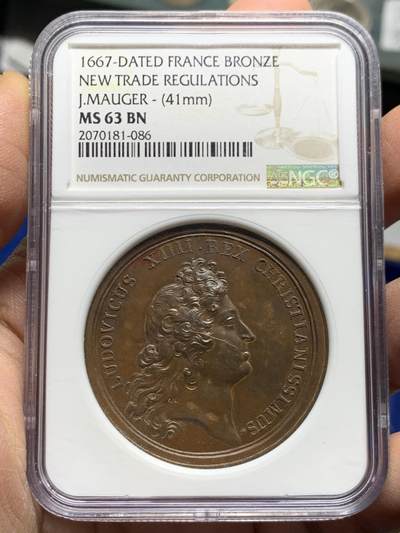 1667-DATED FRANCE BRONZE
NEW TRADE REGULATIONS
J.MAUGER - (41mm)
MS 63 BN
2070181-086
NUMISMATIC GUARANTY CORPORATION
NGC
LUDOVICUS XIIII·REX CHRISTIANISSIMUS